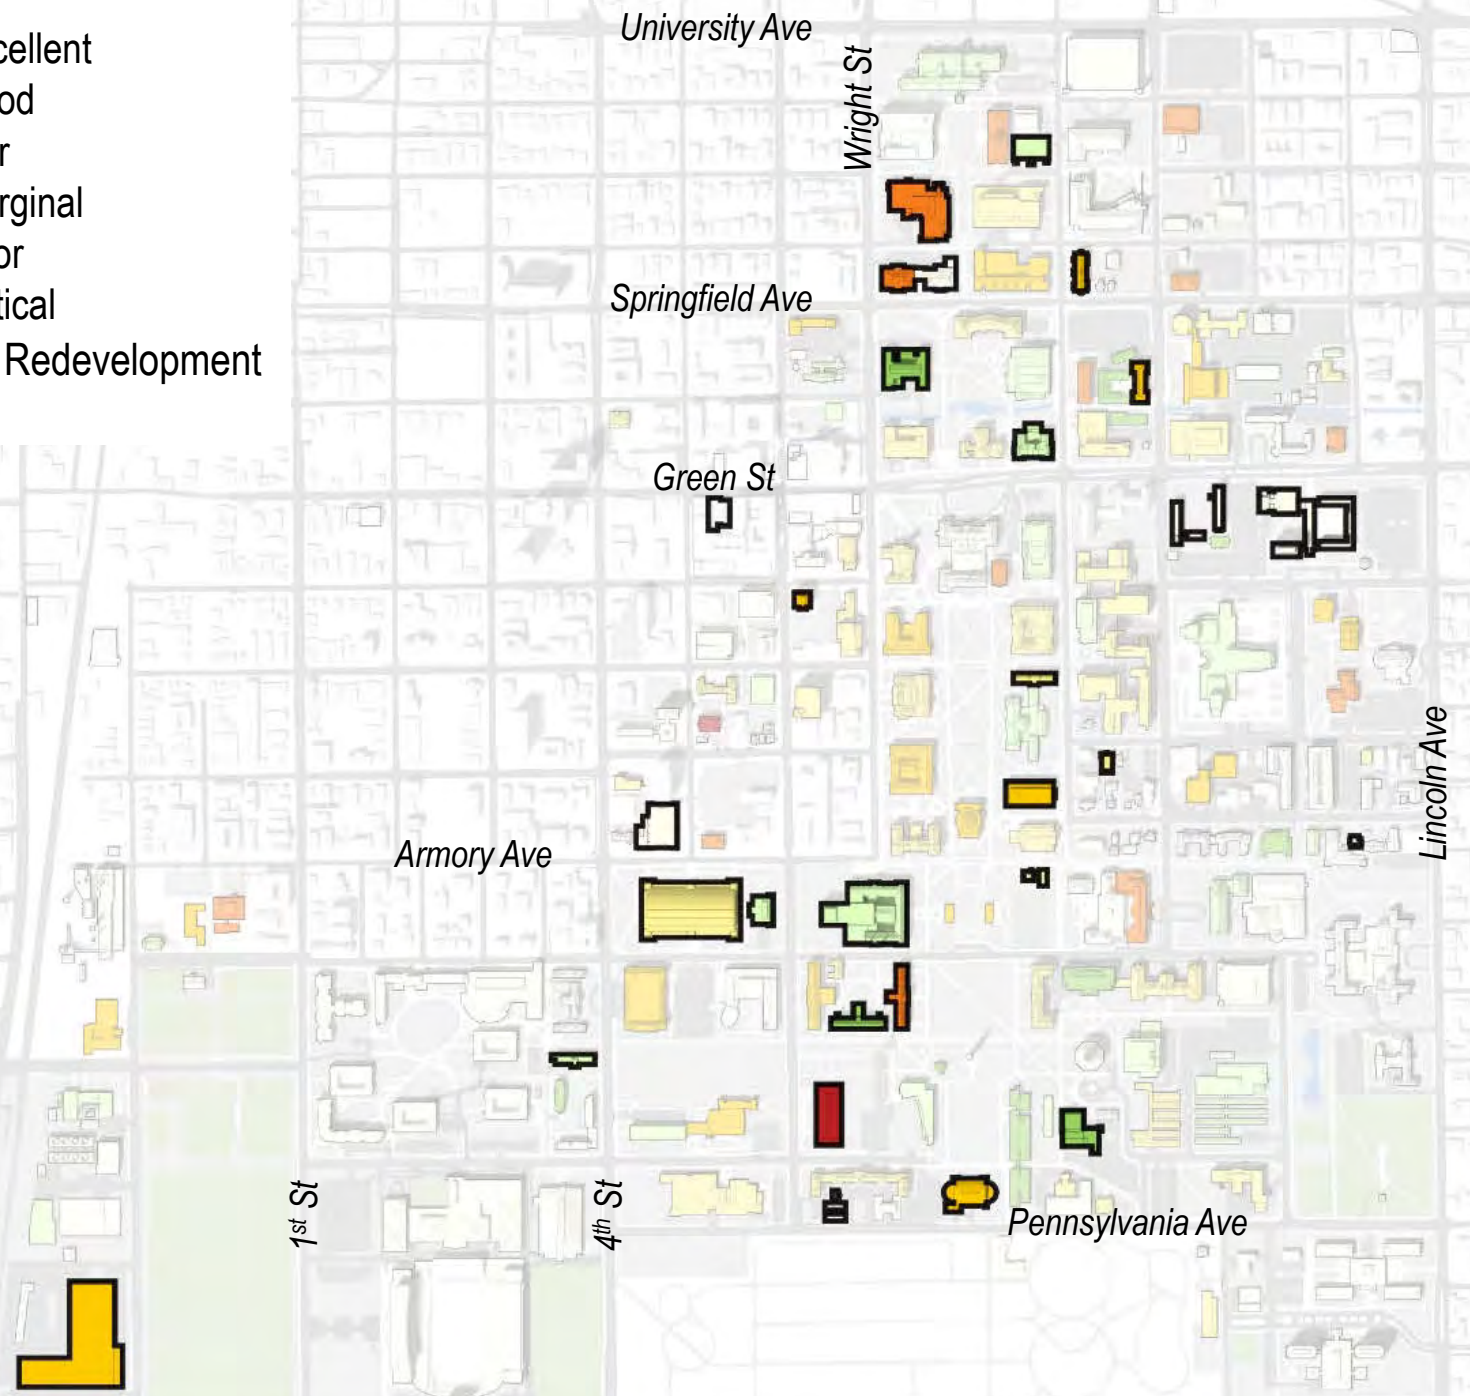 cellent
od
r
rginal
or
tical
Redevelopment
University Ave
Wright St
Springfield Ave
Green St
Lincoln Ave
Armory Ave
1st St
4th St
Pennsylvania Ave